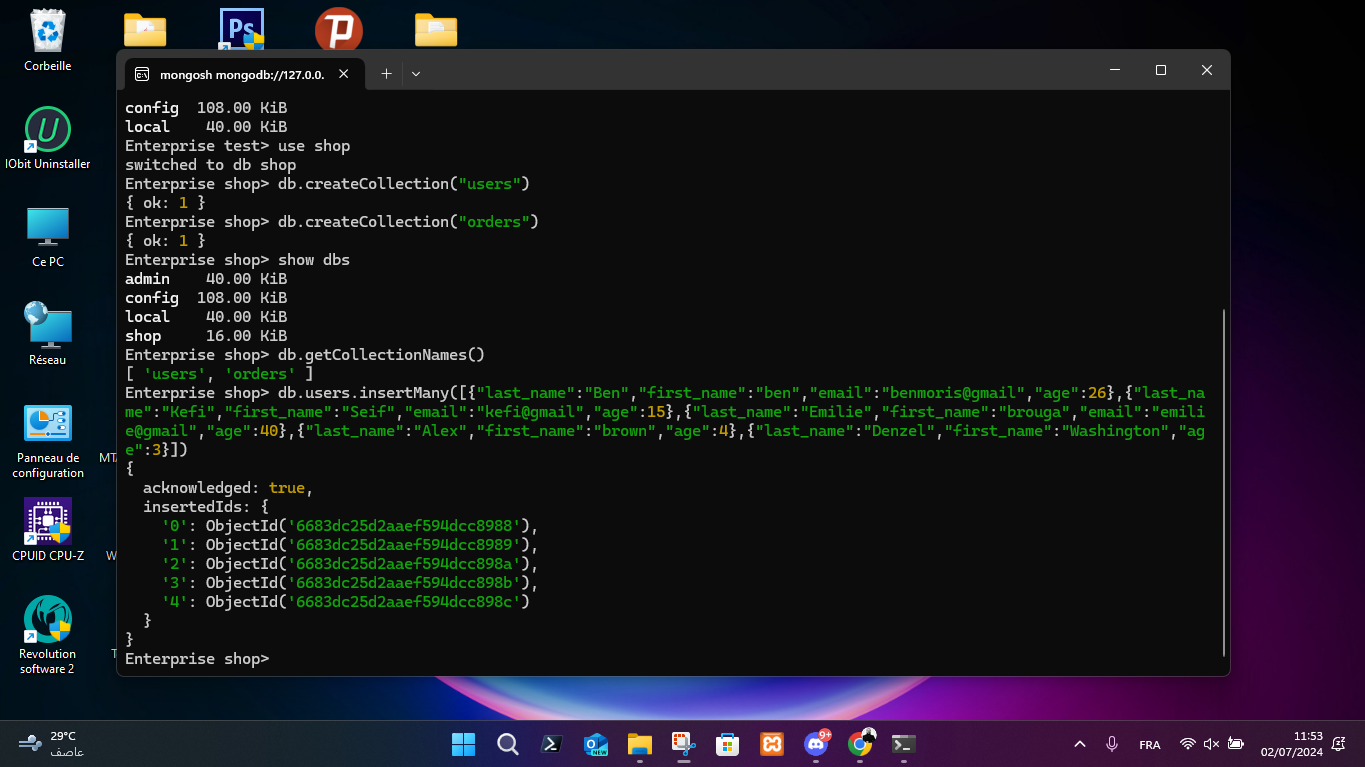 Corbeille
Ps
IObit Uninstaller
Ce PC
Réseau
Panneau de
configuration
CPUID CPU-Z
Revolution
software 2
MT
W
T
mongosh mongodb://127.0.0.
config  108.00 KiB
local    40.00 KiB
Enterprise test> use shop
switched to db shop
Enterprise shop> db.createCollection("users")
{ ok: 1 }
Enterprise shop> db.createCollection("orders")
{ ok: 1 }
Enterprise shop> show dbs
admin    40.00 KiB
config  108.00 KiB
local    40.00 KiB
shop     16.00 KiB
Enterprise shop> db.getCollectionNames()
[ 'users', 'orders' ]
Enterprise shop> db.users.insertMany([{"last_name":"Ben","first_name":"ben","email":"benmoris@gmail","age":26},{"last_na
me":"Kefi","first_name":"Seif","email":"kefi@gmail","age":15},{"last_name":"Emilie","first_name":"brouga","email":"emili
e@gmail","age":40},{"last_name":"Alex","first_name":"brown","age":4},{"last_name":"Denzel","first_name":"Washington","ag
e":3}])
{
  acknowledged: true,
  insertedIds: {
    '0': ObjectId('6683dc25d2aaef594dcc8988'),
    '1': ObjectId('6683dc25d2aaef594dcc8989'),
    '2': ObjectId('6683dc25d2aaef594dcc898a'),
    '3': ObjectId('6683dc25d2aaef594dcc898b'),
    '4': ObjectId('6683dc25d2aaef594dcc898c')
  }
}
Enterprise shop>
29°C
عاصف
NEW
9+
FRA
11:53
02/07/2024